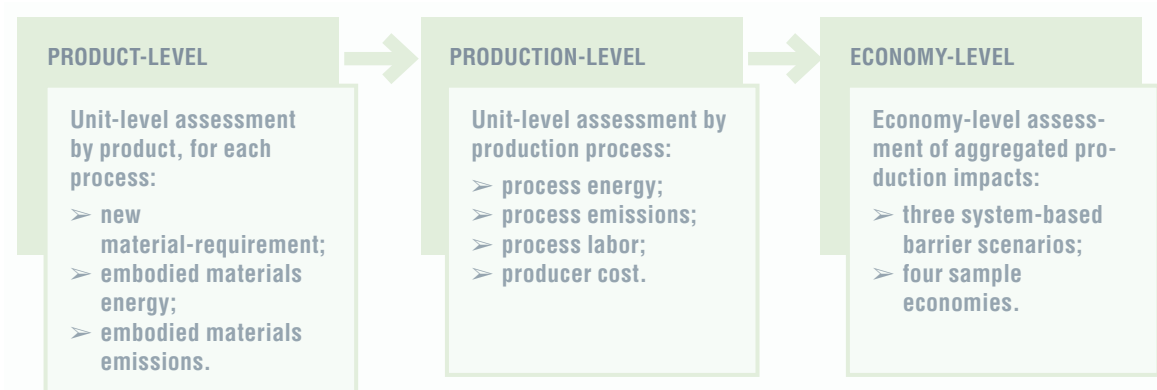 PRODUCT-LEVEL
Unit-level assessment
by product, for each
process:
➢ new
material-requirement;
➢ embodied materials
energy;
➢ embodied materials
emissions.
PRODUCTION-LEVEL
Unit-level assessment by
production process:
➢ process energy;
➢ process emissions;
➢ process labor;
➢ producer cost.
ECONOMY-LEVEL
Economy-level assess-
ment of aggregated pro-
duction impacts:
➢ three system-based
barrier scenarios;
➢ four sample
economies.